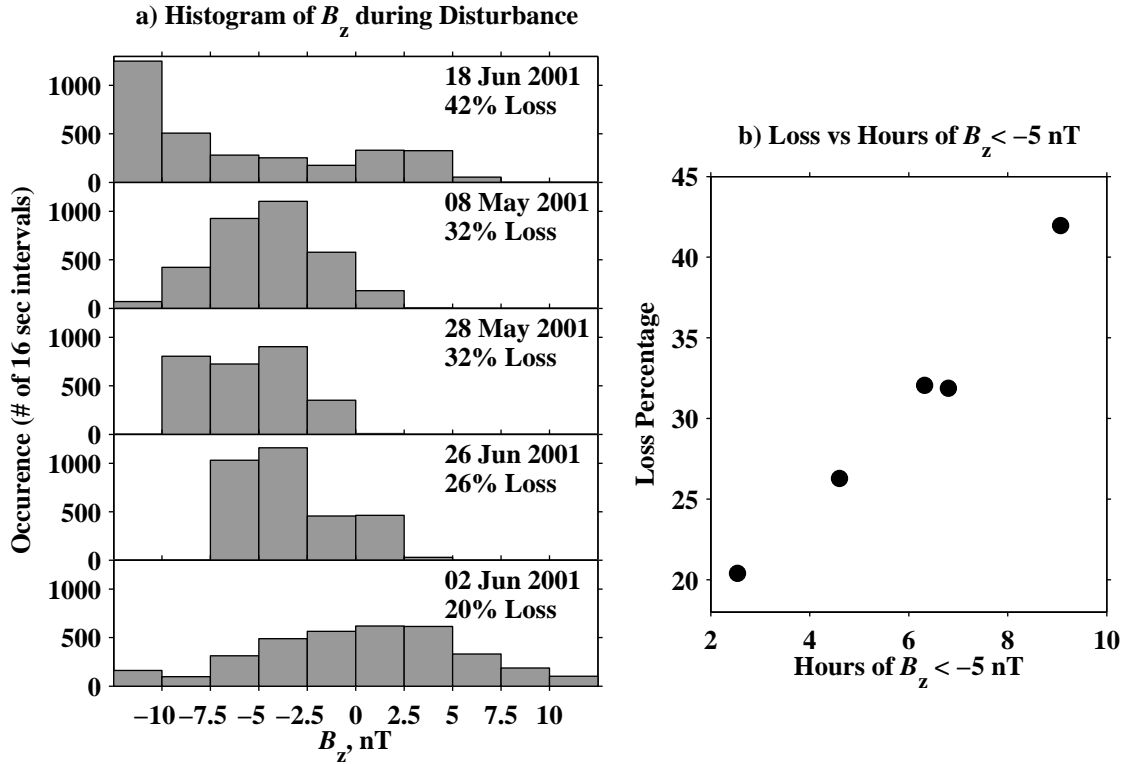 a) Histogram of Bz during Disturbance
Occurence (# of 16 sec intervals)
1000
500
0
18 Jun 2001
42% Loss
1000
500
0
08 May 2001
32% Loss
1000
500
0
28 May 2001
32% Loss
1000
500
0
26 Jun 2001
26% Loss
1000
500
0
02 Jun 2001
20% Loss
−10 −7.5 −5 −2.5 0 2.5 5 7.5 10
Bz, nT
b) Loss vs Hours of Bz < −5 nT
Loss Percentage
45
40
35
30
25
20
2 4 6 8 10
Hours of Bz < −5 nT